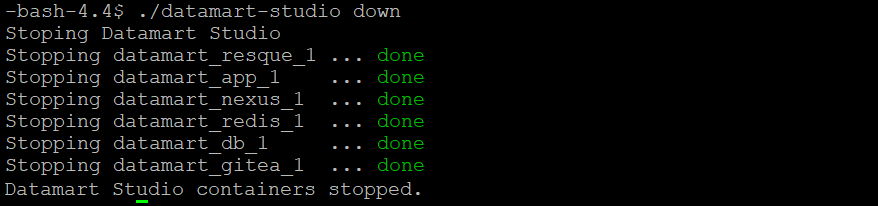 -bash-4.4$ ./datamart-studio down
Stoping Datamart Studio
Stopping datamart_resque_1 ... done
Stopping datamart_app_1    ... done
Stopping datamart_nexus_1  ... done
Stopping datamart_redis_1  ... done
Stopping datamart_db_1     ... done
Stopping datamart_gitea_1  ... done
Datamart Studio containers stopped.